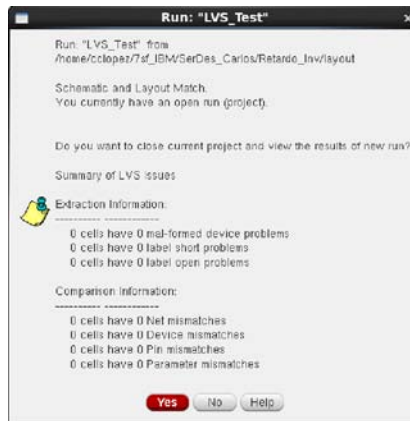 Run: "LVS_Test"
Run: "LVS_Test" from
/home/cclopez/7sf_IBM/SerDes_Carlos/Retardo_Inv/layout
Schematic and Layout Match.
You currently have an open run (project).
Do you want to close current project and view the results of new run?
Summary of LVS Issues
Extraction Information:
---------- ------------
0 cells have 0 mal-formed device problems
0 cells have 0 label short problems
0 cells have 0 label open problems
Comparison Information:
---------- ------------
0 cells have 0 Net mismatches
0 cells have 0 Device mismatches
0 cells have 0 Pin mismatches
0 cells have 0 Parameter mismatches
Yes No Help